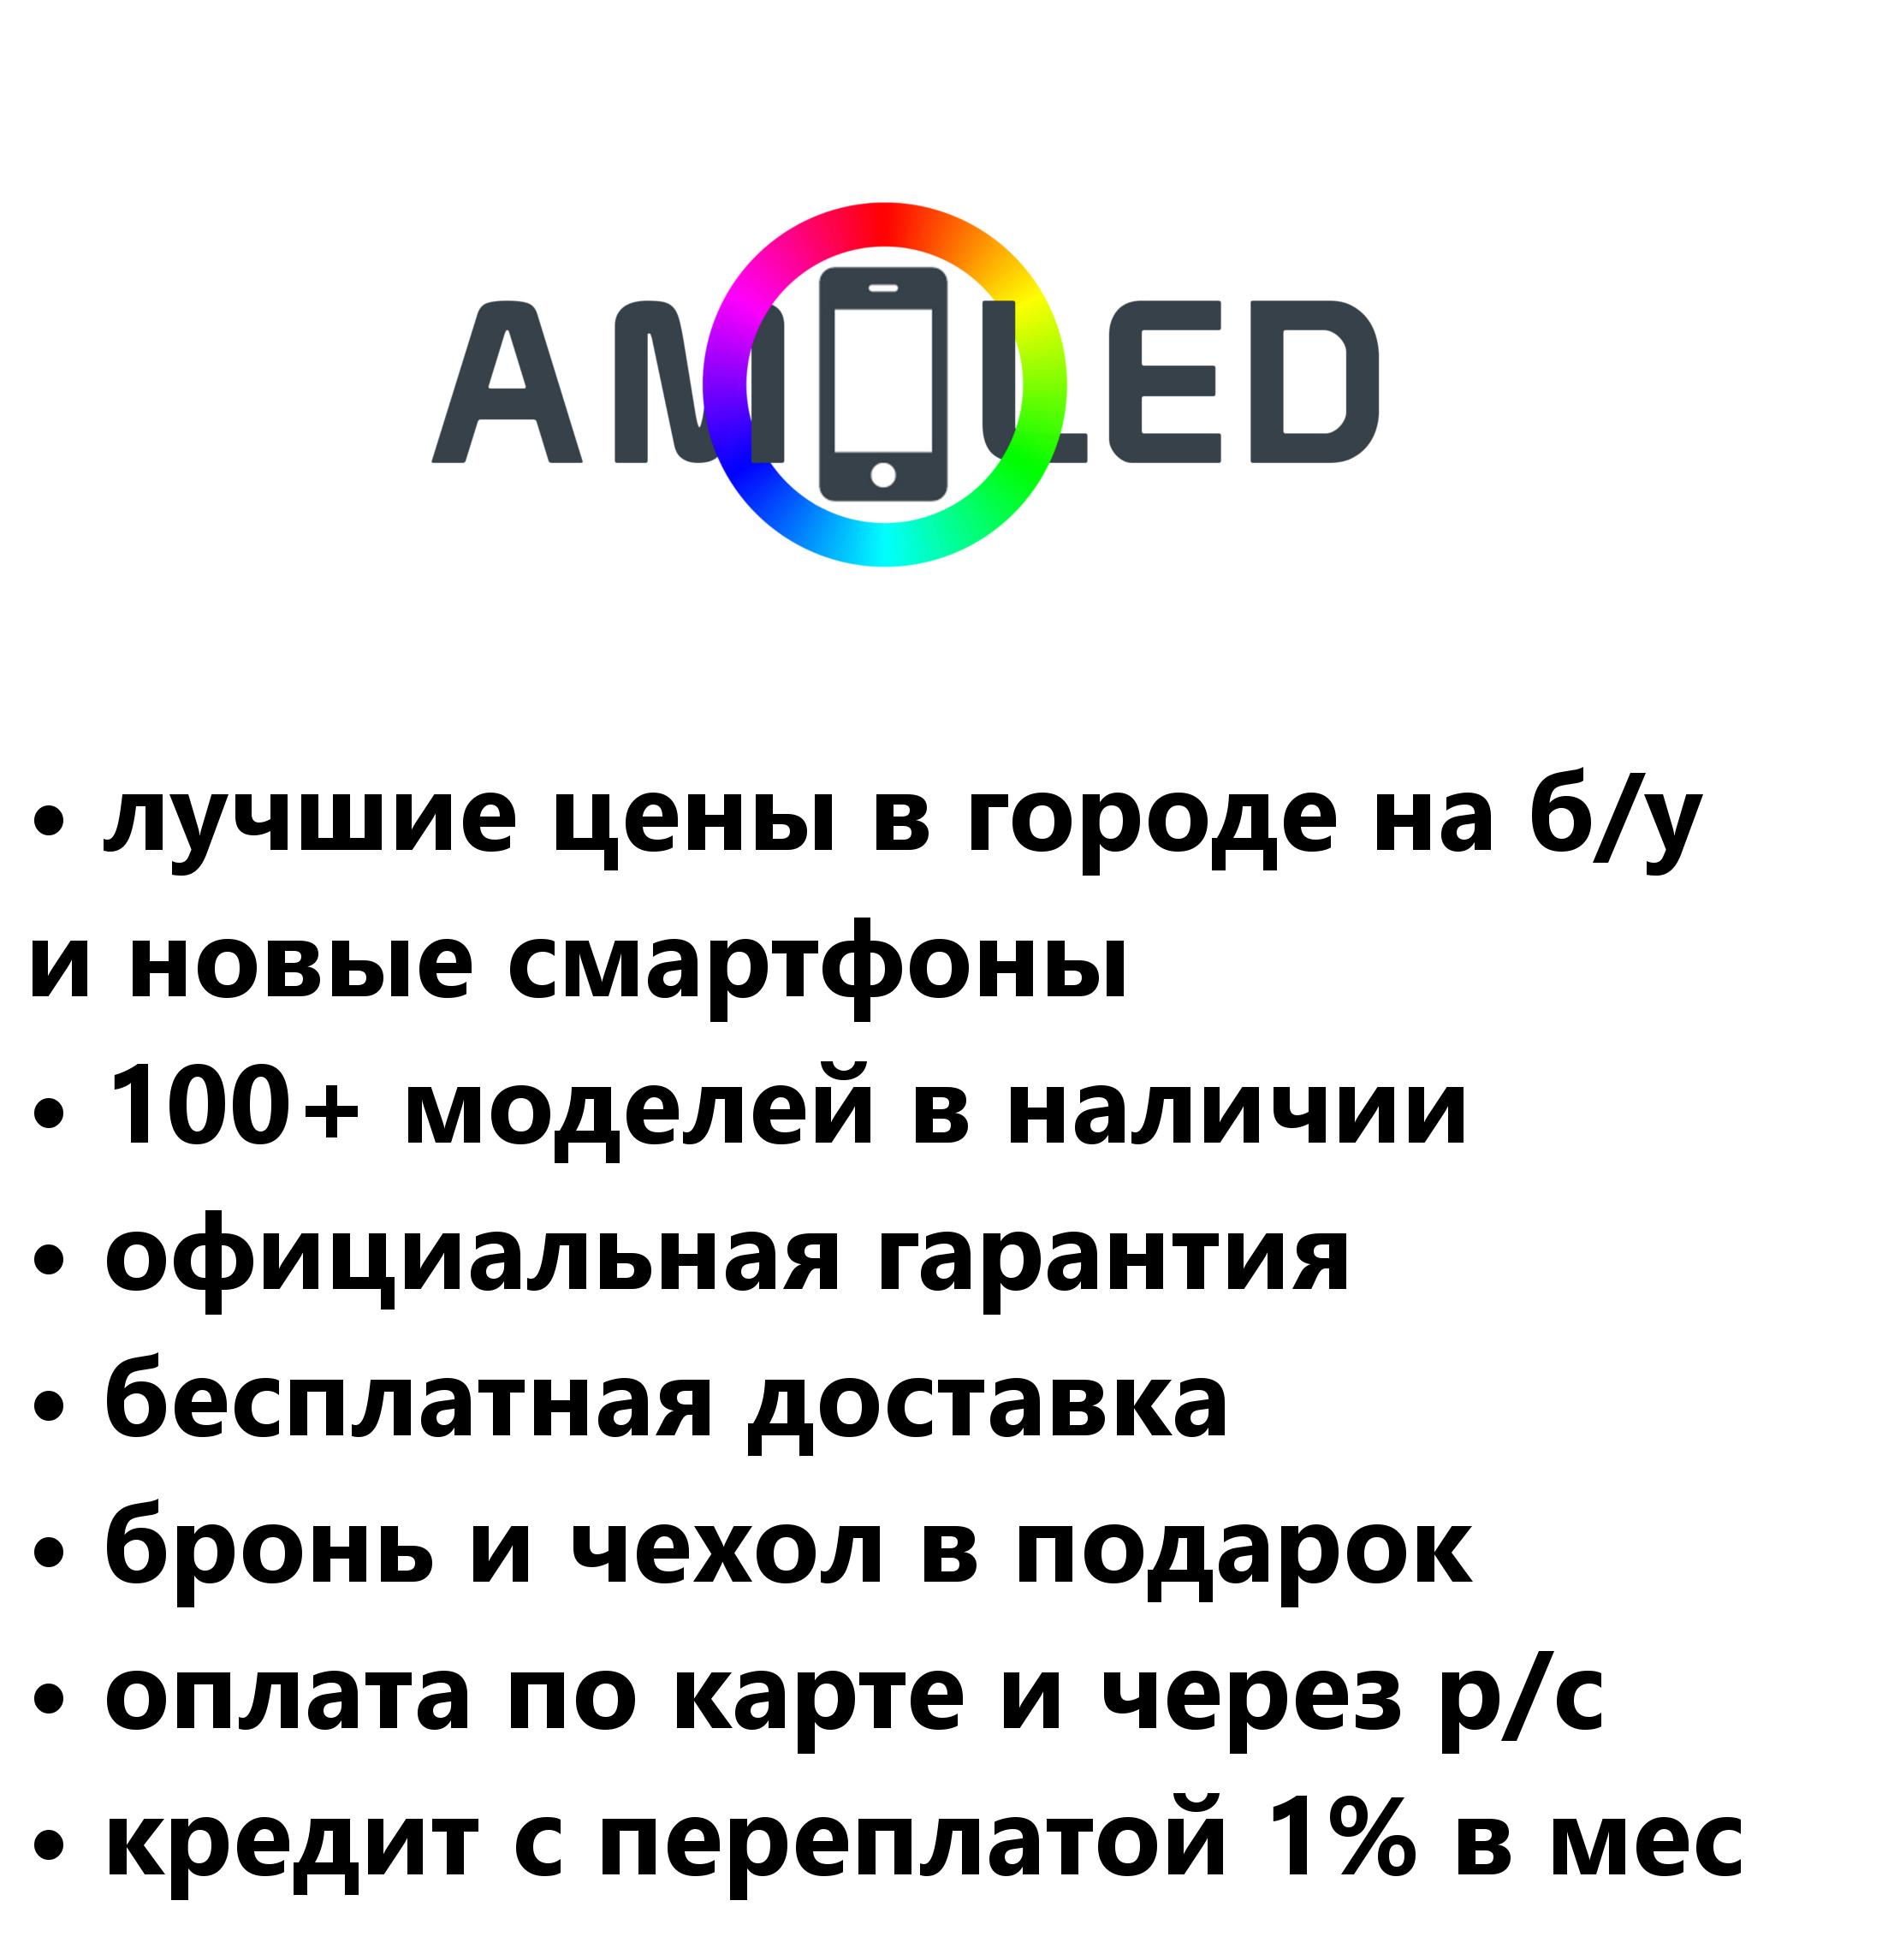 AMOLED
• лучшие цены в городе на б/у
и новые смартфоны
• 100+ моделей в наличии
• официальная гарантия
• бесплатная доставка
• бронь и чехол в подарок
• оплата по карте и через р/с
• кредит с переплатой 1% в мес